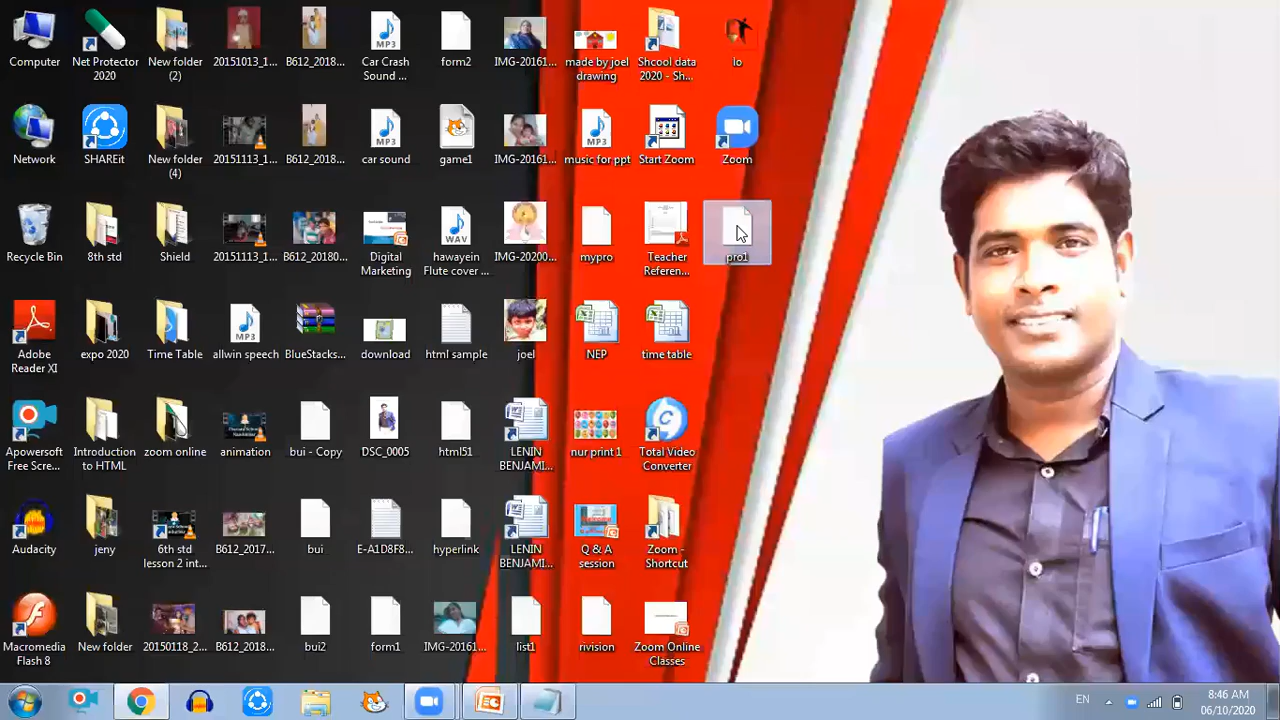 Computer
Net Protector
2020
New folder
(2)
20151013_1...
B612_2018...
Car Crash
Sound ...
form2
IMG-20161...
made by joel
drawing
Shcool data
2020 - Sh...
lo
Network
SHAREit
New folder
(4)
20151113_1...
B612_2018...
MP3
car sound
game1
IMG-20161...
MP3
music for ppt
Start Zoom
Zoom
Recycle Bin
8th std
Shield
20151113_1...
B612_20180...
Digital
Marketing
WAV
hawayein
Flute cover ...
IMG-20200...
mypro
Teacher
Referen...
pro1
Adobe
Reader XI
expo 2020
Time Table
MP3
allwin speech
BlueStacks...
download
html sample
joel
NEP
time table
Apowersoft
Free Scre...
Introduction
to HTML
zoom online
animation
bui - Copy
DSC_0005
html51
LENIN
BENJAMI...
nur print 1
Total Video
Converter
Audacity
jeny
6th std
lesson 2 int...
B612_2017...
bui
E-A1D8F8...
hyperlink
LENIN
BENJAMI...
Q & A
session
Zoom -
Shortcut
Macromedia
Flash 8
New folder
20150118_2...
B612_2018...
bui2
form1
IMG-20161...
list1
rivision
Zoom Online
Classes
EN
8:46 AM
06/10/2020